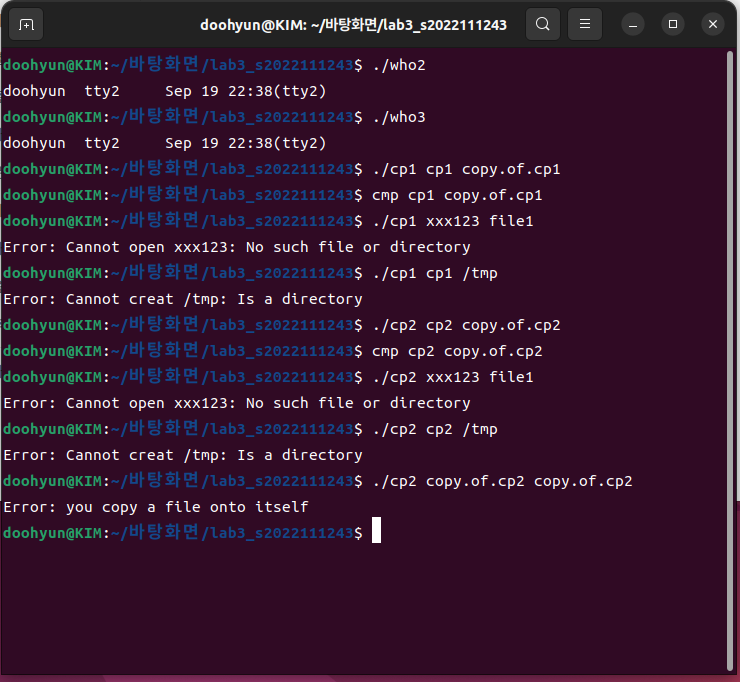 doohyun@KIM: ~/바탕화면/lab3_s2022111243
doohyun@KIM:~/바탕화면/lab3_s2022111243$ ./who2
doohyun  tty2     Sep 19 22:38(tty2)
doohyun@KIM:~/바탕화면/lab3_s2022111243$ ./who3
doohyun  tty2     Sep 19 22:38(tty2)
doohyun@KIM:~/바탕화면/lab3_s2022111243$ ./cp1 cp1 copy.of.cp1
doohyun@KIM:~/바탕화면/lab3_s2022111243$ cmp cp1 copy.of.cp1
doohyun@KIM:~/바탕화면/lab3_s2022111243$ ./cp1 xxx123 file1
Error: Cannot open xxx123: No such file or directory
doohyun@KIM:~/바탕화면/lab3_s2022111243$ ./cp1 cp1 /tmp
Error: Cannot creat /tmp: Is a directory
doohyun@KIM:~/바탕화면/lab3_s2022111243$ ./cp2 cp2 copy.of.cp2
doohyun@KIM:~/바탕화면/lab3_s2022111243$ cmp cp2 copy.of.cp2
doohyun@KIM:~/바탕화면/lab3_s2022111243$ ./cp2 xxx123 file1
Error: Cannot open xxx123: No such file or directory
doohyun@KIM:~/바탕화면/lab3_s2022111243$ ./cp2 cp2 /tmp
Error: Cannot creat /tmp: Is a directory
doohyun@KIM:~/바탕화면/lab3_s2022111243$ ./cp2 copy.of.cp2 copy.of.cp2
Error: you copy a file onto itself
doohyun@KIM:~/바탕화면/lab3_s2022111243$